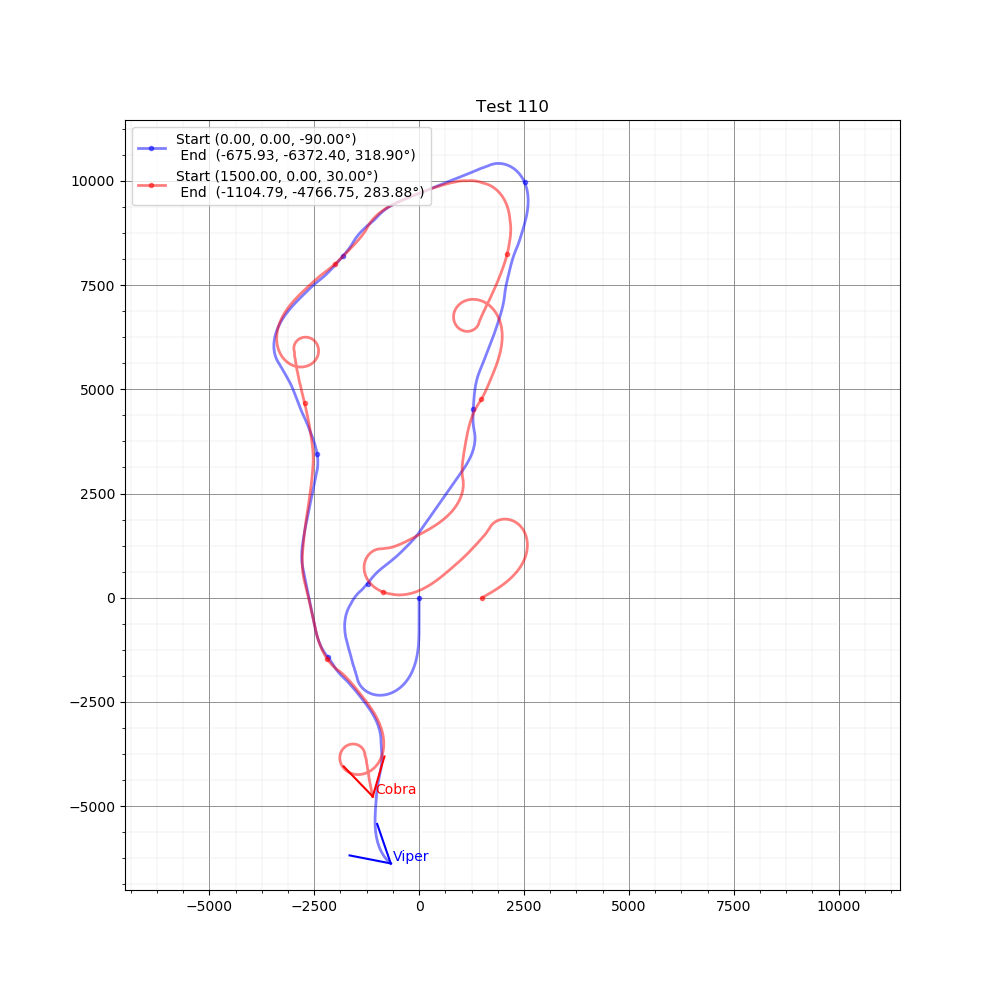 Test 110
Start (0.00, 0.00, -90.00°)
End  (-675.93, -6372.40, 318.90°)
Start (1500.00, 0.00, 30.00°)
End  (-1104.79, -4766.75, 283.88°)
10000
7500
5000
2500
0
−2500
−5000
Cobra
Viper
−5000 −2500 0 2500 5000 7500 10000